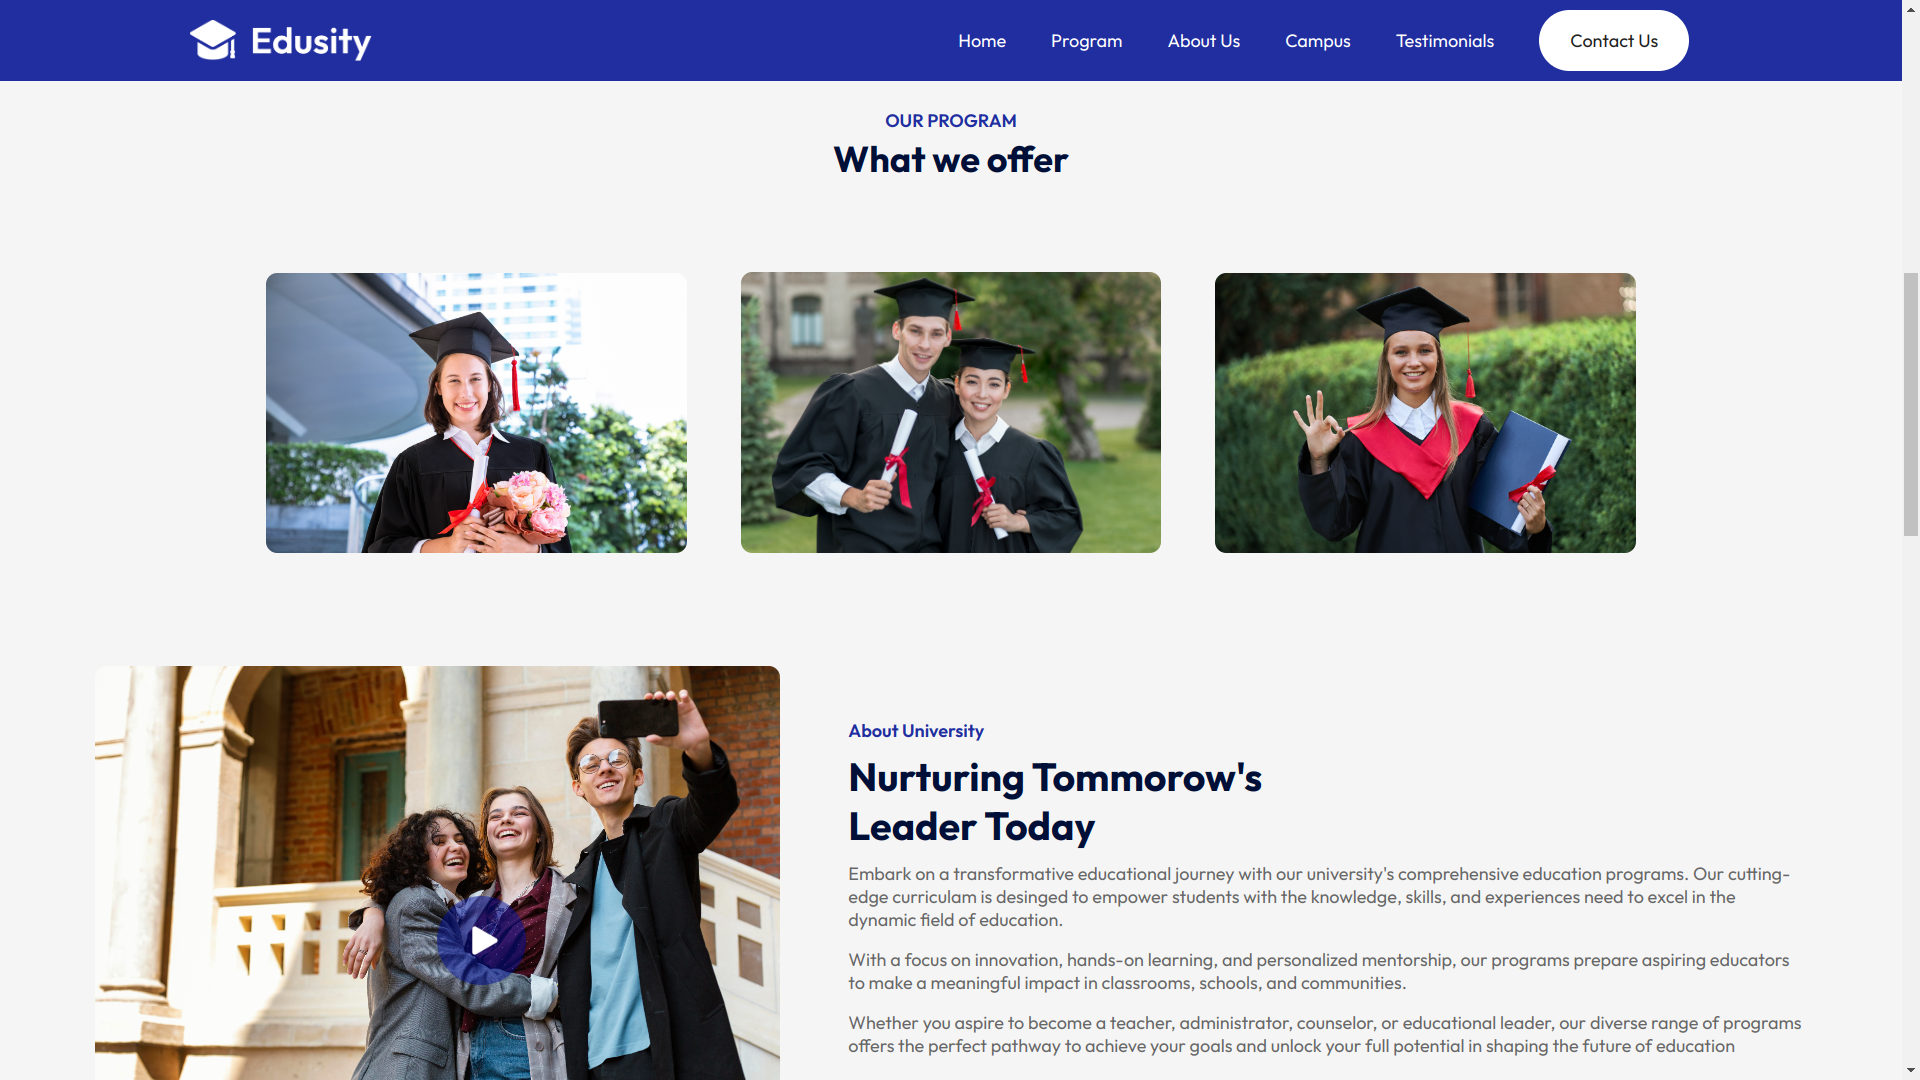 Edusity
Home
Program
About Us
Campus
Testimonials
Contact Us
OUR PROGRAM
What we offer
About University
Nurturing Tommorow's
Leader Today
Embark on a transformative educational journey with our university's comprehensive education programs. Our cutting-
edge curriculam is desinged to empower students with the knowledge, skills, and experiences need to excel in the
dynamic field of education.
With a focus on innovation, hands-on learning, and personalized mentorship, our programs prepare aspiring educators
to make a meaningful impact in classrooms, schools, and communities.
Whether you aspire to become a teacher, administrator, counselor, or educational leader, our diverse range of programs
offers the perfect pathway to achieve your goals and unlock your full potential in shaping the future of education